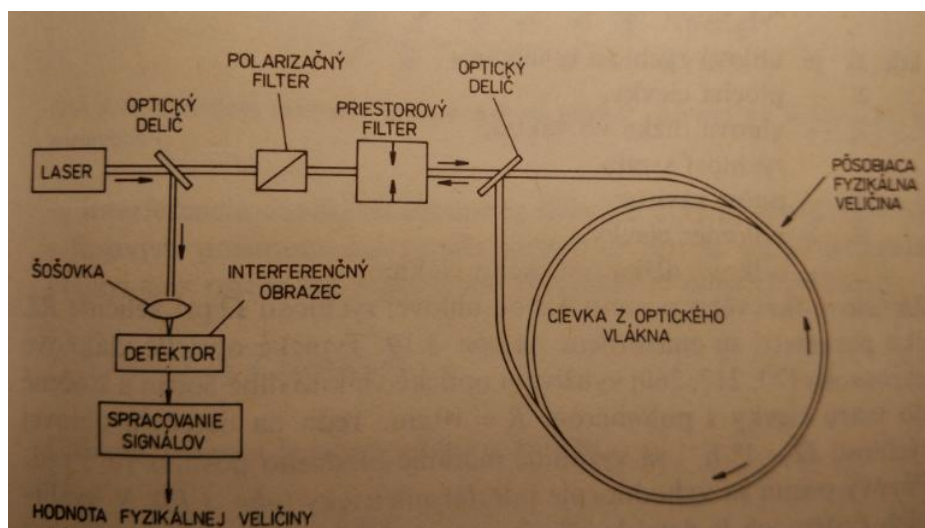 POLARIZAČNÝ
FILTER
OPTICKÝ
DELIČ
OPTICKÝ
DELIČ
PRIESTOROVÝ
FILTER
LASER
PÔSOBIACA
FYZIKÁLNA
VELIČINA
ŠOŠOVKA
INTERFERENČNÝ
OBRAZEC
DETEKTOR
CIEVKA Z OPTICKÉHO
VLÁKNA
SPRACOVANIE
SIGNÁLOV
HODNOTA FYZIKÁLNEJ VELIČINY